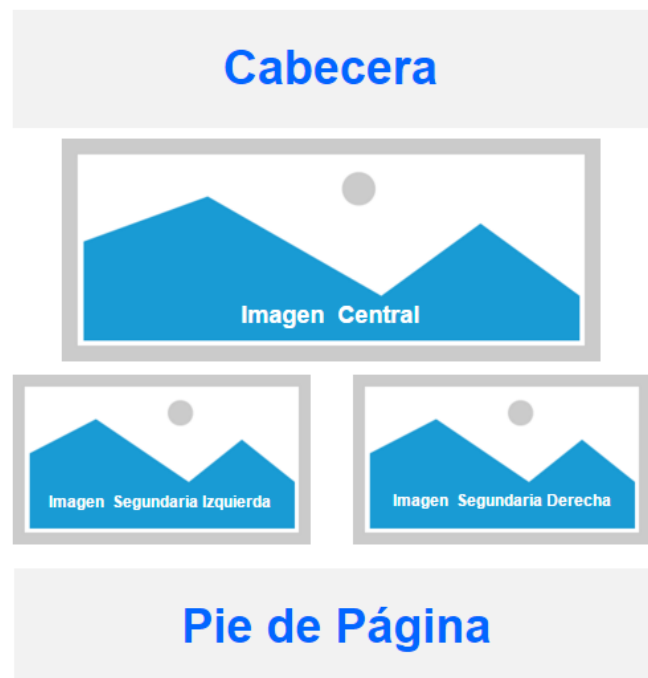 Cabecera
Imagen Central
Imagen Segundaria Izquierda
Imagen Segundaria Derecha
Pie de Página